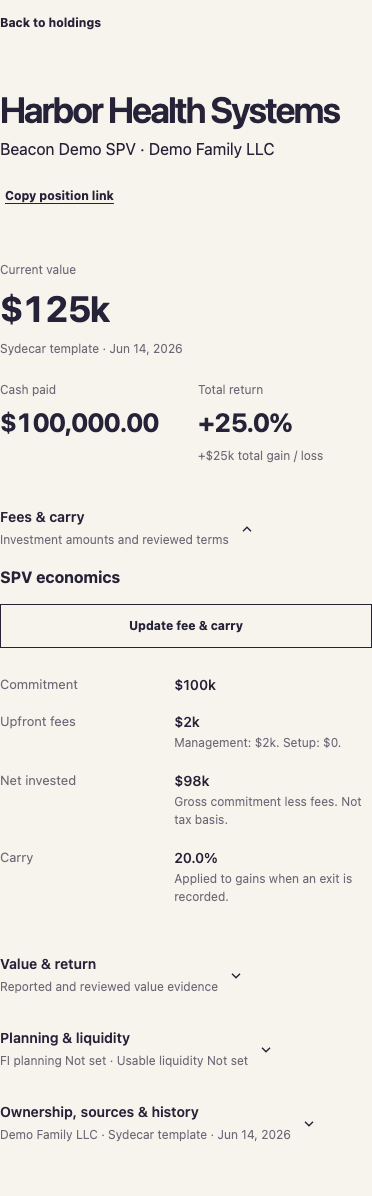 Back to holdings
Harbor Health Systems
Beacon Demo SPV · Demo Family LLC
Copy position link
Current value
$125k
Sydecar template · Jun 14, 2026
Cash paid
$100,000.00
Total return
+25.0%
+$25k total gain / loss
Fees & carry
Investment amounts and reviewed terms
SPV economics
Update fee & carry
Commitment
$100k
Upfront fees
$2k
Management: $2k. Setup: $0.
Net invested
$98k
Gross commitment less fees. Not
tax basis.
Carry
20.0%
Applied to gains when an exit is
recorded.
Value & return
Reported and reviewed value evidence
Planning & liquidity
FI planning Not set · Usable liquidity Not set
Ownership, sources & history
Demo Family LLC · Sydecar template · Jun 14, 2026